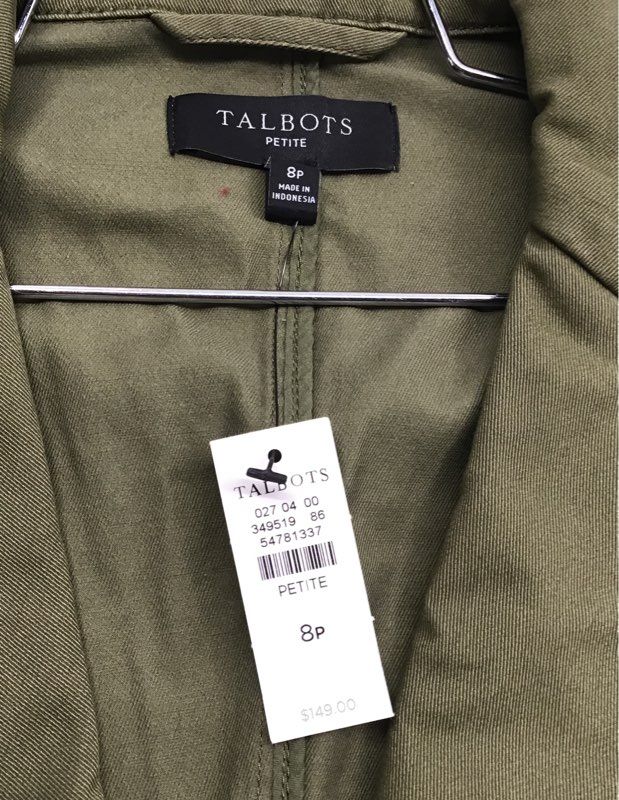 TALBOTS
PETITE
8P
MADE IN
INDONESIA
TALBOTS
027 04 00
349519 86
54781337
PETITE
8P
$149.00